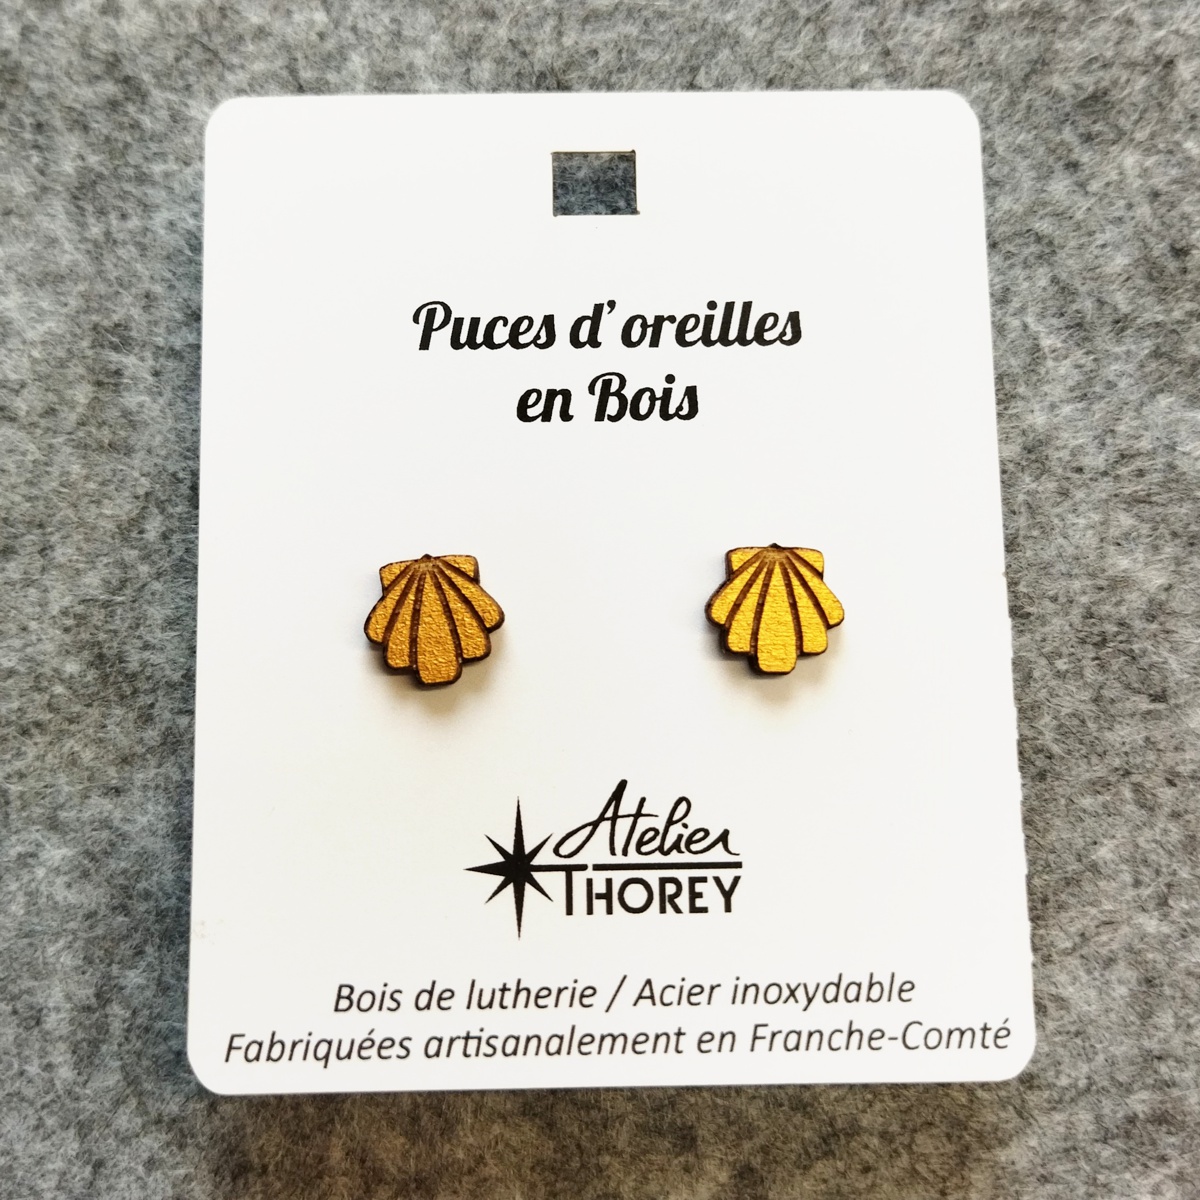 Puces d'oreilles
en Bois
Atelier
THOREY
Bois de lutherie / Acier inoxydable
Fabriquées artisanalement en Franche-Comté